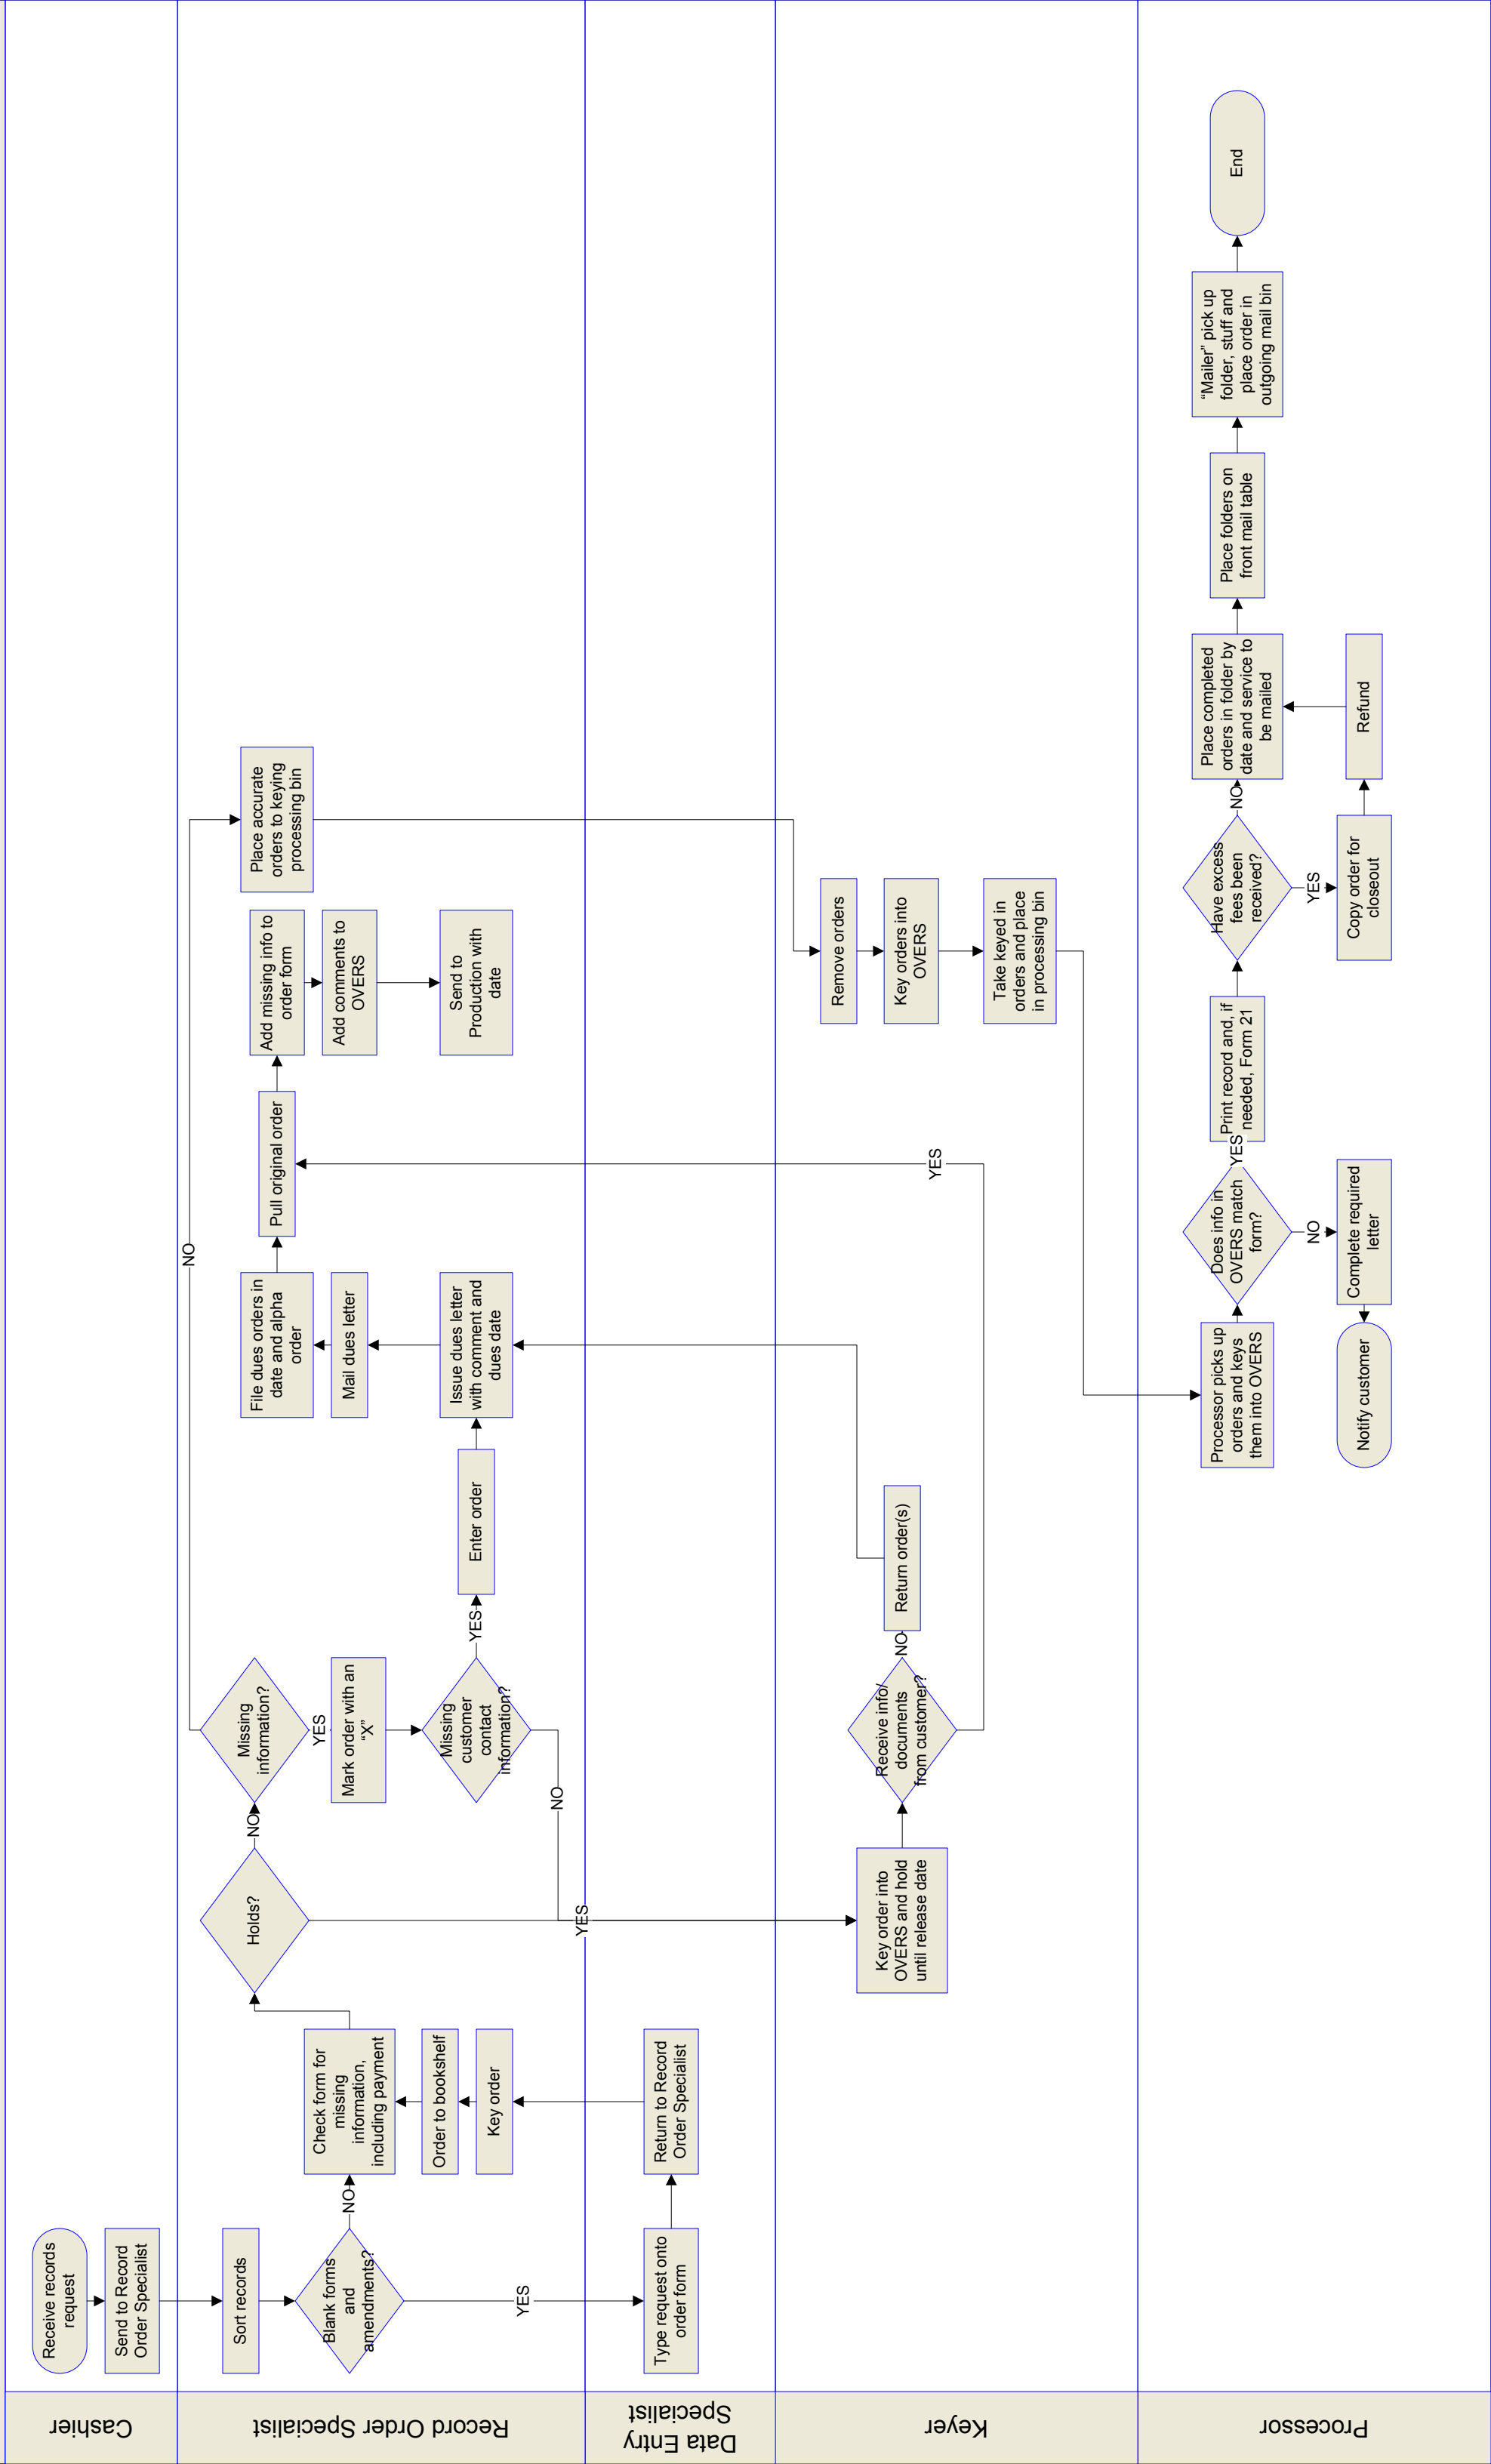 Cashier
Receive records
request
Send to Record
Order Specialist
Record Order Specialist
Sort records
Blank forms
and
amendments?
NO
YES
Check form for
missing
information,
including payment
Order to bookshelf
Key order
Holds?
NO
YES
Missing
information?
NO
YES
Mark order with an
“X”
Missing
customer
contact
information?
YES
NO
Enter order
Issue dues letter
with comment and
dues date
Mail dues letter
File dues orders in
date and alpha
order
Pull original order
Add missing info to
order form
Add comments to
OVERS
Send to
Production with
date
Place accurate
orders to keying
processing bin
Data Entry
Specialist
Type request onto
order form
Return to Record
Order Specialist
Keyer
Key order into
OVERS and hold
until release date
Receive info/
documents
from customer?
NO
YES
Return order(s)
Remove orders
Key orders into
OVERS
Take keyed in
orders and place
in processing bin
Processor
Processor picks up
orders and keys
them into OVERS
Does info in
OVERS match
form?
YES
NO
Complete required
letter
Notify customer
Print record and, if
needed, Form 21
Have excess
fees been
received?
NO
YES
Copy order for
closeout
Refund
Place completed
orders in folder by
date and service to
be mailed
Place folders on
front mail table
“Mailer” pick up
folder, stuff and
place order in
outgoing mail bin
End